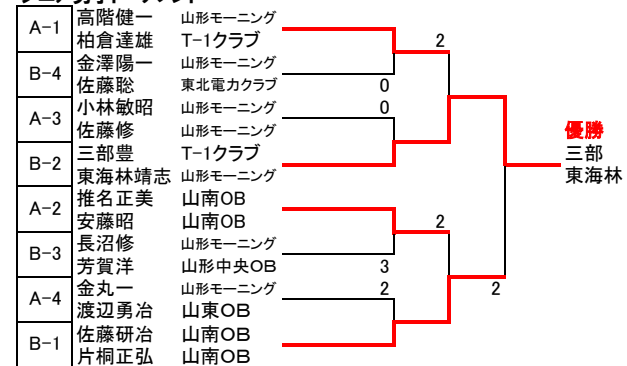 A-1 高階健一 山形モーニング
柏倉達雄 T-1クラブ 2
B-4 金澤陽一 山形モーニング
佐藤聡 東北電力クラブ 0
A-3 小林敏昭 山形モーニング 0
佐藤修 山形モーニング 優勝
B-2 三部豊 T-1クラブ 三部
東海林靖志 山形モーニング 東海林
A-2 推名正美 山南OB
安藤昭 山南OB 2
B-3 長沼修 山形モーニング
芳賀洋 山形中央OB 3
A-4 金丸一 山形モーニング 2 2
渡辺勇冶 山東OB
B-1 佐藤研冶 山南OB
片桐正弘 山南OB